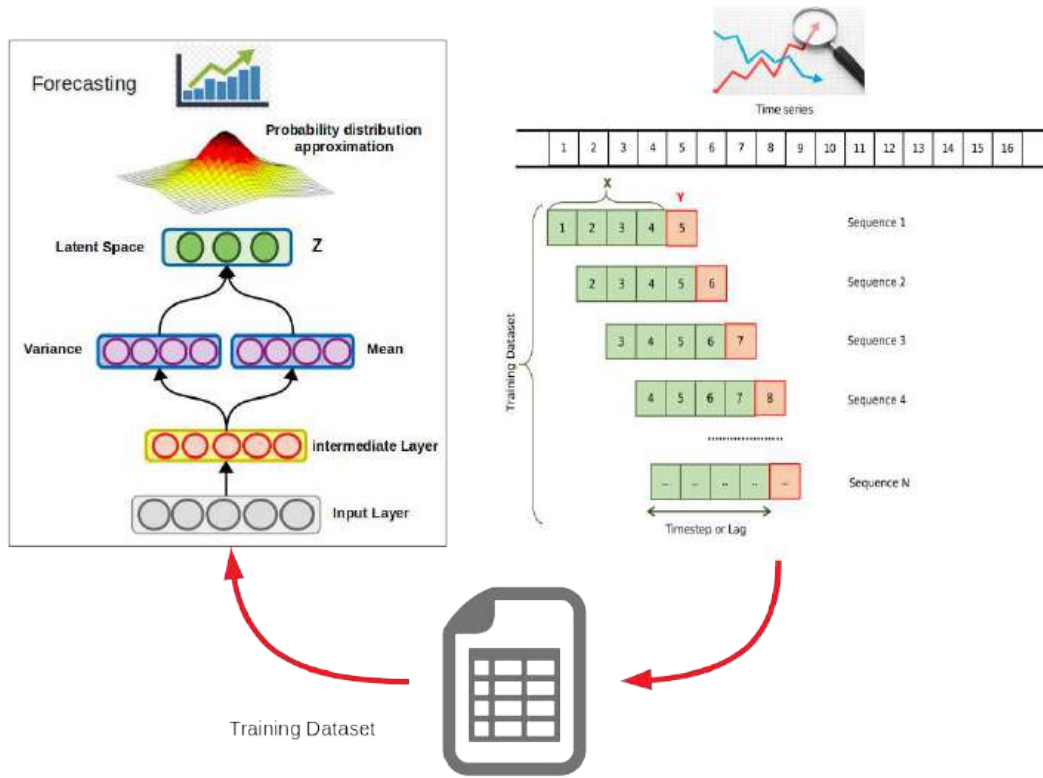 Forecasting
Probability distribution
approximation
Latent Space
Z
Variance
Mean
intermediate Layer
Input Layer
Time series
1 2 3 4 5 6 7 8 9 10 11 12 13 14 15 16
X
Y
1 2 3 4 5
Sequence 1
2 3 4 5 6
Sequence 2
3 4 5 6 7
Sequence 3
4 5 6 7 8
Sequence 4
....................
.. .. .. .. ..
Sequence N
Timestep or Lag
Training Dataset
Training Dataset